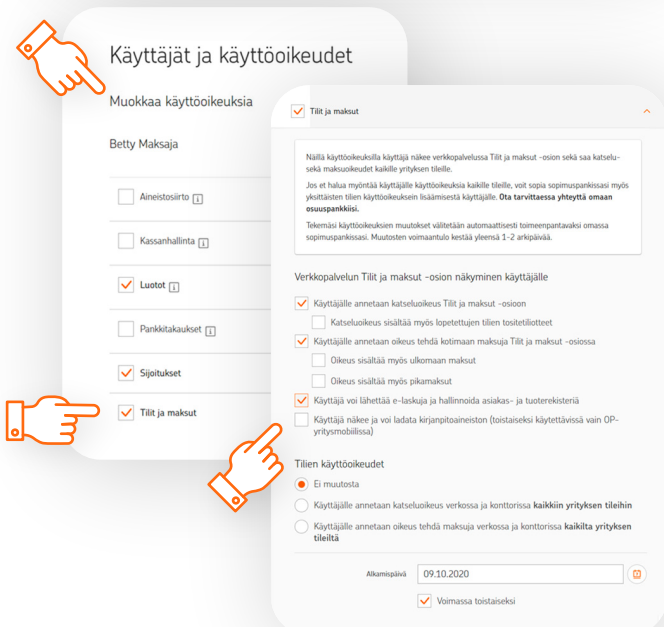 Käyttäjät ja käyttöoikeudet
Muokkaa käyttöoikeuksia
Betty Maksaja
Aineistosiirto i
Kassanhallinta i
Luotot i
Pankkitakaukset i
Sijoitukset
Tilit ja maksut
Tilit ja maksut
Näillä käyttöoikeuksilla käyttäjä näkee verkkopalvelussa Tilit ja maksut -osion sekä saa katselu-
sekä maksuoikeudet kaikille yrityksen tileille.
Jos et halua myöntää käyttäjälle käyttöoikeuksia kaikille tileille, voit sopia sopimuspankissasi myös
yksittäisten tilien käyttöoikeuksein lisäämisestä käyttäjälle. Ota tarvittaessa yhteyttä omaan
osuuspankkiisi.
Tekemäsi käyttöoikeuksien muutokset välitetään automaattisesti toimeenpantavaksi omassa
sopimuspankissasi. Muutosten voimaantulo kestää yleensä 1-2 arkipäivää.
Verkkopalvelun Tilit ja maksut -osion näkyminen käyttäjälle
Käyttäjälle annetaan katseluoikeus Tilit ja maksut -osioon
Katseluoikeus sisältää myös lopetettujen tilien tositetiliotteet
Käyttäjälle annetaan oikeus tehdä kotimaan maksuja Tilit ja maksut -osiossa
Oikeus sisältää myös ulkomaan maksut
Oikeus sisältää myös pikamaksut
Käyttäjä voi lähettää e-laskuja ja hallinnoida asiakas- ja tuoterekisteriä
Käyttäjä näkee ja voi ladata kirjanpitoaineiston (toistaiseksi käytettävissä vain OP-
yritysmobiilissa)
Tilien käyttöoikeudet
Ei muutosta
Käyttäjälle annetaan katseluoikeus verkossa ja konttorissa kaikkiin yrityksen tileihin
Käyttäjälle annetaan oikeus tehdä maksuja verkossa ja konttorissa kaikilta yrityksen
tileiltä
Alkamispäivä 09.10.2020
Voimassa toistaiseksi